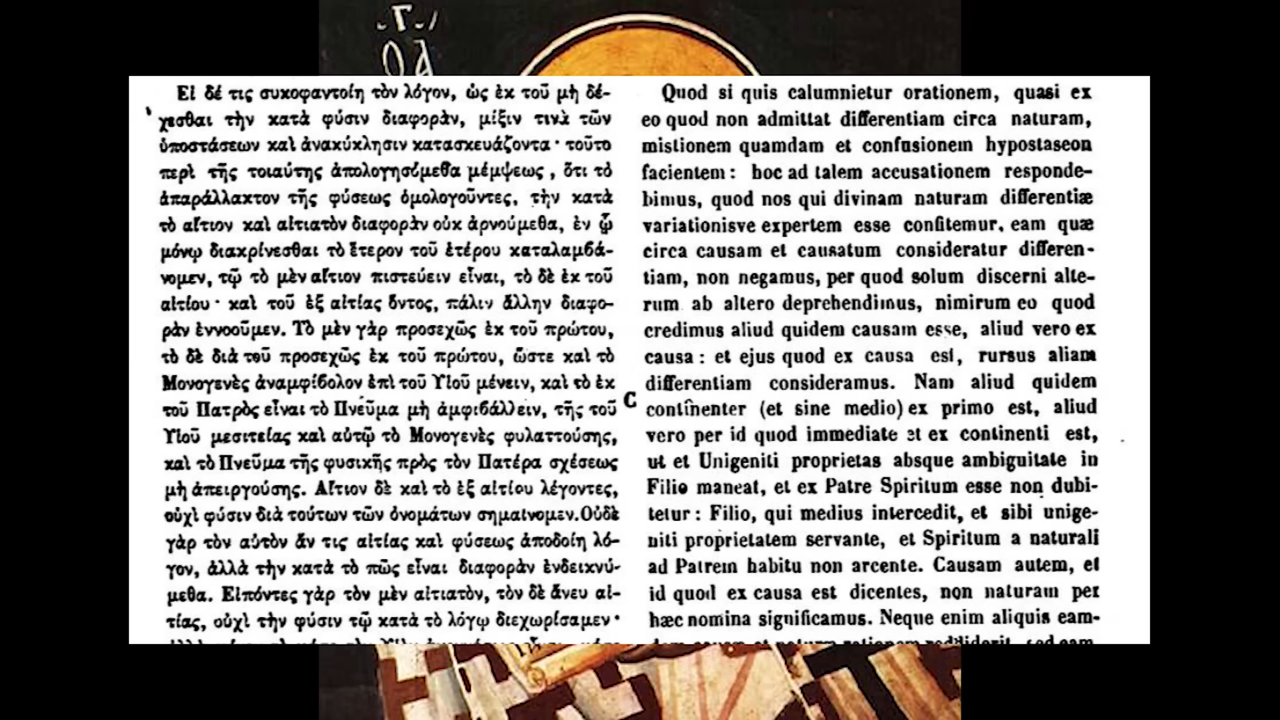 Εἰ δέ τις συκοφαντοίη τὸν λόγον, ὡς ἐκ τοῦ μὴ δέ-
χεσθαι τὴν κατὰ φύσιν διαφορὰν, μίξιν τινὰ τῶν
ὑποστάσεων καὶ ἀνακύκλησιν κατασκευάζοντα · τοῦτο
περὶ τῆς τοιαύτης ἀπολογησόμεθα μέμψεως , ὅτι τὸ
ἀπαράλλακτον τῆς φύσεως ὁμολογοῦντες, τὴν κατὰ
τὸ αἴτιον καὶ αἰτιατὸν διαφορὰν οὐκ ἀρνούμεθα, ἐν ᾧ
μόνῳ διακρίνεσθαι τὸ ἕτερον τοῦ ἑτέρου καταλαμβά-
νομεν, τῷ τὸ μὲν αἴτιον πιστεύειν εἶναι, τὸ δὲ ἐκ τοῦ
αἰτίου · καὶ τοῦ ἐξ αἰτίας ὄντος, πάλιν ἄλλην διαφο-
ρὰν ἐννοοῦμεν. Τὸ μὲν γὰρ προσεχῶς ἐκ τοῦ πρώτου,
τὸ δὲ διὰ τοῦ προσεχῶς ἐκ τοῦ πρώτου, ὥστε καὶ τὸ
Μονογενὲς ἀναμφίβολον ἐπὶ τοῦ Υἱοῦ μένειν, καὶ τὸ ἐκ
τοῦ Πατρὸς εἶναι τὸ Πνεῦμα μὴ ἀμφιβάλλειν, τῆς τοῦ
Υἱοῦ μεσιτείας καὶ αὐτῷ τὸ Μονογενὲς φυλαττούσης,
καὶ τὸ Πνεῦμα τῆς φυσικῆς πρὸς τὸν Πατέρα σχέσεως
μὴ ἀπειργούσης. Αἴτιον δὲ καὶ τὸ ἐξ αἰτίου λέγοντες,
οὐχὶ φύσιν διὰ τούτων τῶν ὀνομάτων σημαίνομεν. Οὐδὲ
γὰρ τὸν αὐτὸν ἄν τις αἰτίας καὶ φύσεως ἀποδοίη λό-
γον, ἀλλὰ τὴν κατὰ τὸ πῶς εἶναι διαφορὰν ἐνδεικνύ-
μεθα. Εἰπόντες γὰρ τὸν μὲν αἰτιατὸν, τὸν δὲ ἄνευ αἰ-
τίας, οὐχὶ τὴν φύσιν τῷ κατὰ τὸ λόγῳ διεχωρίσαμεν ·
C
Quod si quis calumnietur orationem, quasi ex
eo quod non admittat differentiam circa naturam,
mistionem quamdam et confusionem hypostaseon
facientem : hoc ad talem accusationem responde-
bimus, quod nos qui divinam naturam differentiæ
variationisve expertem esse confitemur, eam quæ
circa causam et causatum consideratur differen-
tiam, non negamus, per quod solum discerni alte-
rum ab altero deprehendimus, nimirum eo quod
credimus aliud quidem causam esse, aliud vero ex
causa : et ejus quod ex causa est, rursus aliam
differentiam consideramus. Nam aliud quidem
continenter (et sine medio) ex primo est, aliud
vero per id quod immediate et ex continenti est,
ut et Unigeniti proprietas absque ambiguitate in
Filio maneat, et ex Patre Spiritum esse non dubi-
tetur : Filio, qui medius intercedit, et sibi unige-
niti proprietatem servante, et Spiritum a naturali
ad Patrem habitu non arcente. Causam autem, et
id quod ex causa est dicentes, non naturam per
hæc nomina significamus. Neque enim aliquis eam-